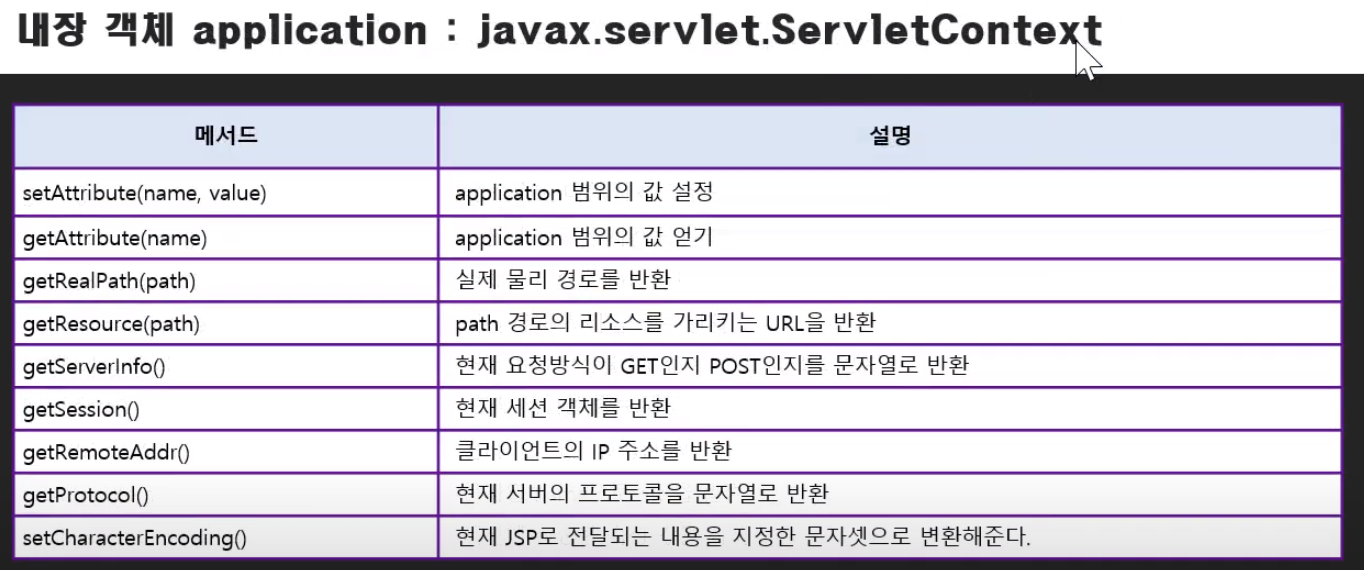 내장 객체 application : javax.servlet.ServletContext
메서드 설명
setAttribute(name, value) application 범위의 값 설정
getAttribute(name) application 범위의 값 얻기
getRealPath(path) 실제 물리 경로를 반환
getResource(path) path 경로의 리소스를 가리키는 URL을 반환
getServerInfo() 현재 요청방식이 GET인지 POST인지를 문자열로 반환
getSession() 현재 세션 객체를 반환
getRemoteAddr() 클라이언트의 IP 주소를 반환
getProtocol() 현재 서버의 프로토콜을 문자열로 반환
setCharacterEncoding() 현재 JSP로 전달되는 내용을 지정한 문자셋으로 변환해준다.